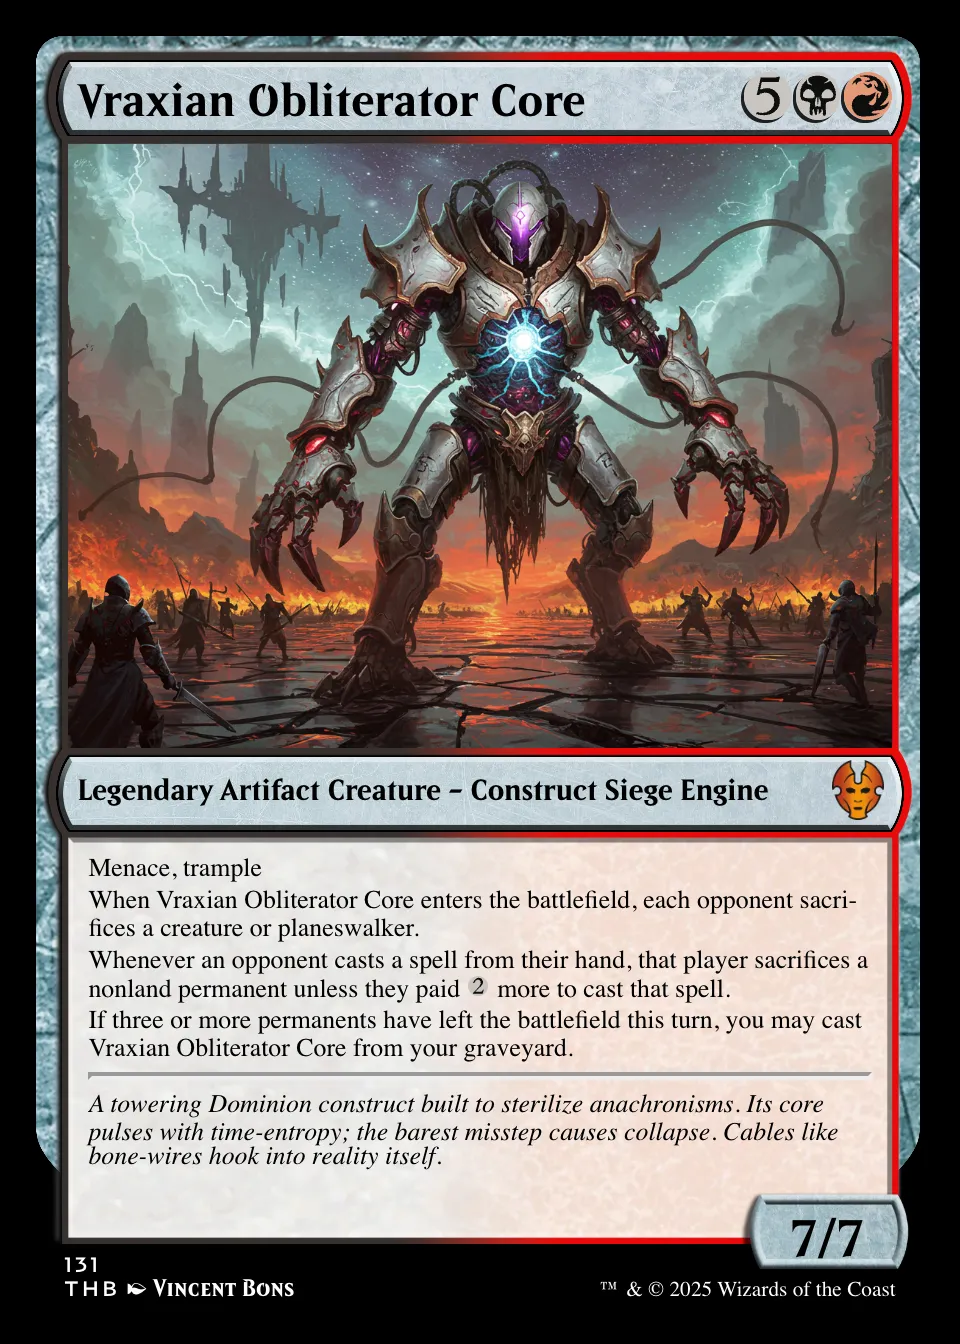 Vraxian Obliterator Core 5
Legendary Artifact Creature – Construct Siege Engine
Menace, trample
When Vraxian Obliterator Core enters the battlefield, each opponent sacri-
fices a creature or planeswalker.
Whenever an opponent casts a spell from their hand, that player sacrifices a
nonland permanent unless they paid 2 more to cast that spell.
If three or more permanents have left the battlefield this turn, you may cast
Vraxian Obliterator Core from your graveyard.
A towering Dominion construct built to sterilize anachronisms. Its core
pulses with time-entropy; the barest misstep causes collapse. Cables like
bone-wires hook into reality itself.
7/7
131
THB Vincent Bons
™ & © 2025 Wizards of the Coast